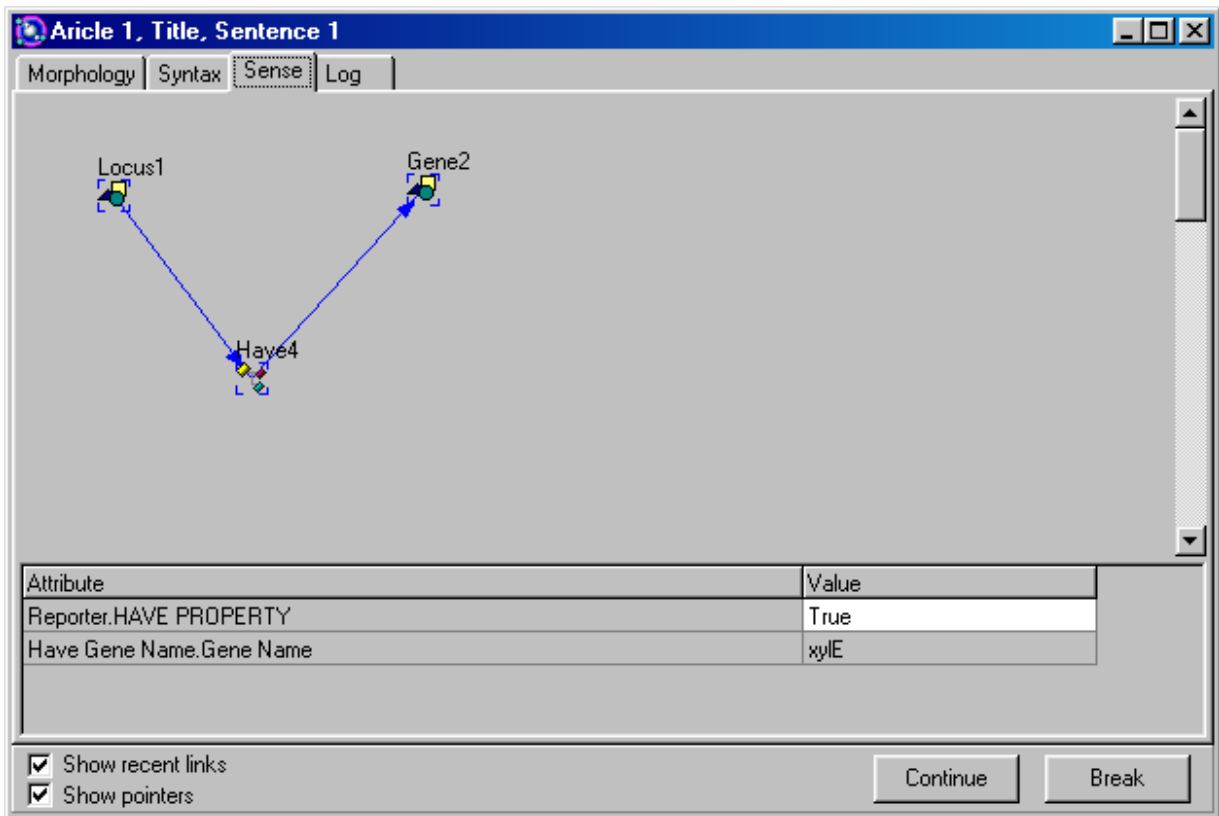 Aricle 1, Title, Sentence 1
Morphology Syntax Sense Log
Locus1 Gene2
Have4
Attribute Value
Reporter.HAVE PROPERTY True
Have Gene Name.Gene Name xylE
Show recent links
Show pointers
Continue Break